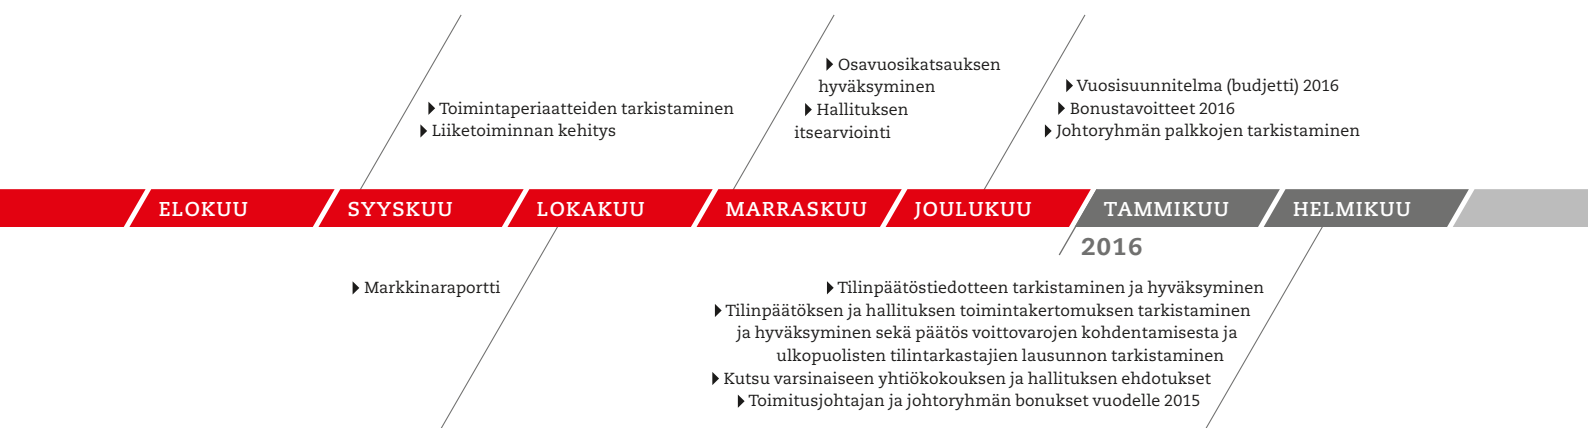 ▶ Toimintaperiaatteiden tarkistaminen
▶ Liiketoiminnan kehitys
▶ Osavuosikatsauksen
hyväksyminen
▶ Hallituksen
itsearviointi
▶ Vuosisuunnitelma (budjetti) 2016
▶ Bonustavoitteet 2016
▶ Johtoryhmän palkkojen tarkistaminen
ELOKUU
SYYSKUU
LOKAKUU
MARRASKUU
JOULUKUU
TAMMIKUU
HELMIKUU
2016
▶ Markkinaraportti
▶ Tilinpäätöstiedotteen tarkistaminen ja hyväksyminen
▶ Tilinpäätöksen ja hallituksen toimintakertomuksen tarkistaminen
ja hyväksyminen sekä päätös voittovarojen kohdentamisesta ja
ulkopuolisten tilintarkastajien lausunnon tarkistaminen
▶ Kutsu varsinaiseen yhtiökokouksen ja hallituksen ehdotukset
▶ Toimitusjohtajan ja johtoryhmän bonukset vuodelle 2015